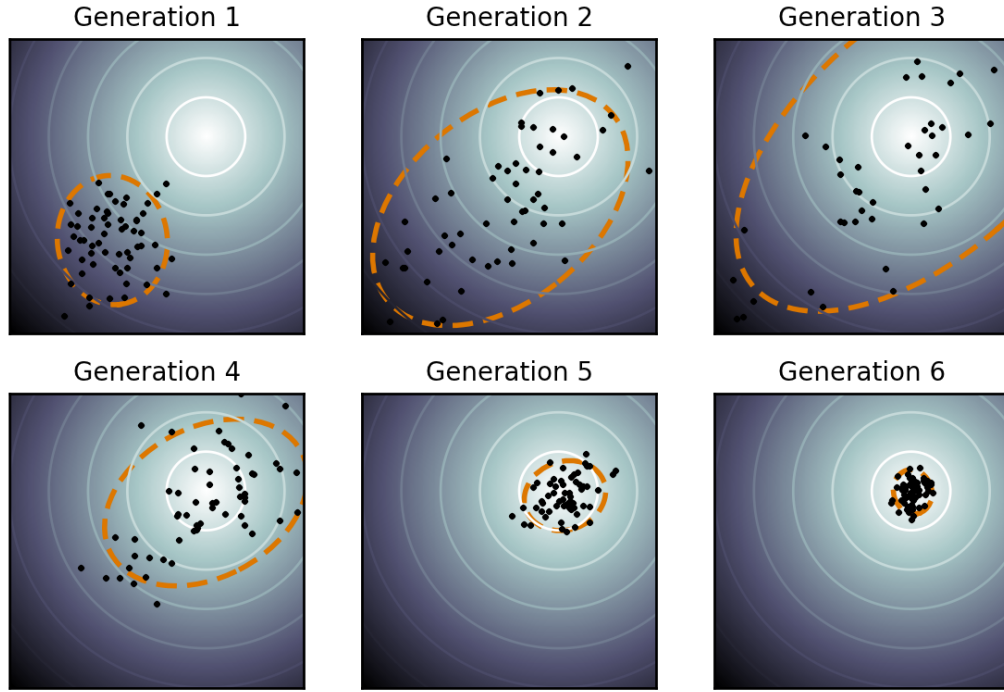 Generation 1
Generation 2
Generation 3
Generation 4
Generation 5
Generation 6